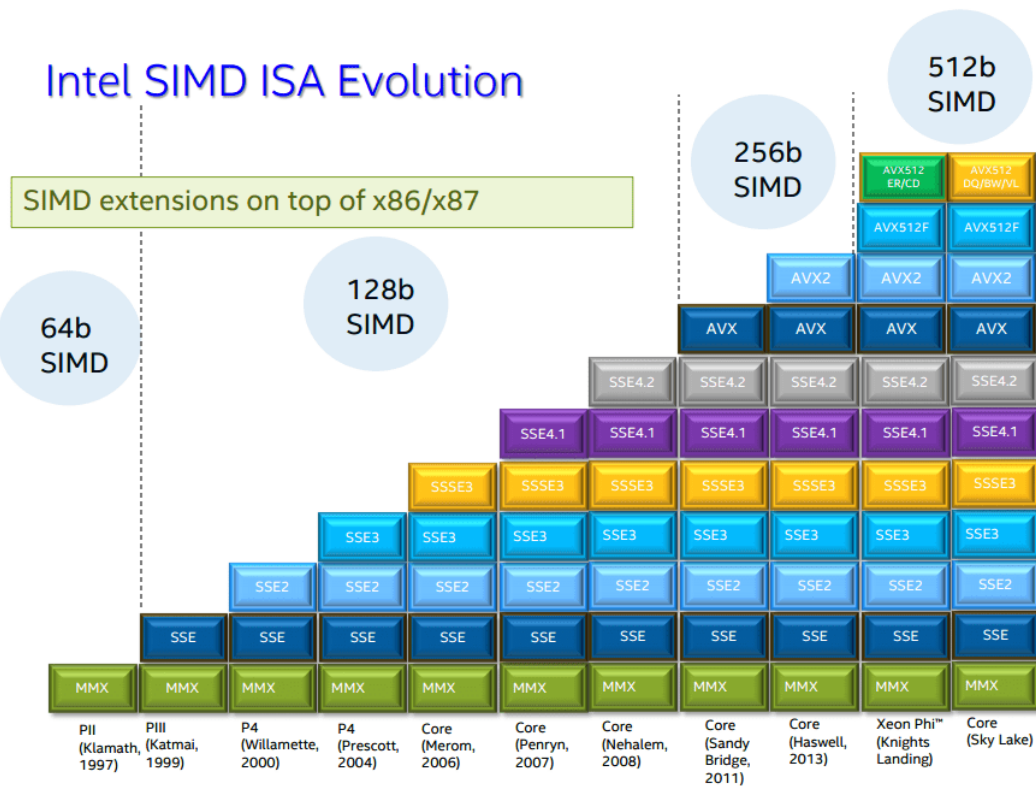 Intel SIMD ISA Evolution
SIMD extensions on top of x86/x87
64b
SIMD
128b
SIMD
256b
SIMD
512b
SIMD
AVX512
ER/CD
AVX512
DQ/BW/VL
AVX512F AVX512F
AVX2 AVX2 AVX2
AVX AVX AVX AVX
SSE4.2 SSE4.2 SSE4.2 SSE4.2 SSE4.2
SSE4.1 SSE4.1 SSE4.1 SSE4.1 SSE4.1 SSE4.1
SSSE3 SSSE3 SSSE3 SSSE3 SSSE3 SSSE3 SSSE3
SSE3 SSE3 SSE3 SSE3 SSE3 SSE3 SSE3 SSE3
SSE2 SSE2 SSE2 SSE2 SSE2 SSE2 SSE2 SSE2 SSE2
SSE SSE SSE SSE SSE SSE SSE SSE SSE SSE
MMX MMX MMX MMX MMX MMX MMX MMX MMX MMX MMX
PII
(Klamath,
1997)
PIII
(Katmai,
1999)
P4
(Willamette,
2000)
P4
(Prescott,
2004)
Core
(Merom,
2006)
Core
(Penryn,
2007)
Core
(Nehalem,
2008)
Core
(Sandy
Bridge,
2011)
Core
(Haswell,
2013)
Xeon Phi™
(Knights
Landing)
Core
(Sky Lake)